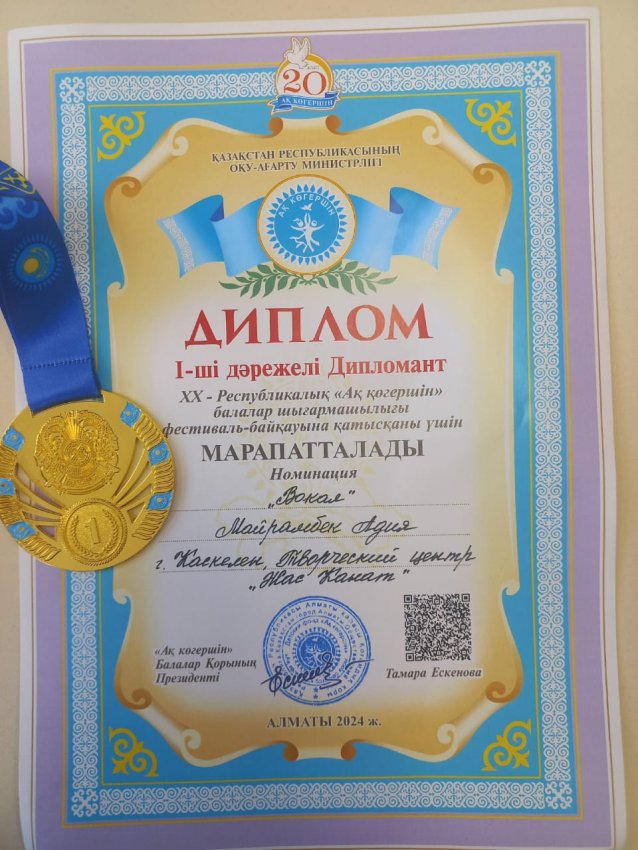 20
АҚ КӨГЕРШІН
ҚАЗАҚСТАН РЕСПУБЛИКАСЫНЫҢ
ОҚУ-АҒАРТУ МИНИСТРЛІГІ
АҚ КӨГЕРШІН
ДИПЛОМ
I-ші дәрежелі Дипломант
XX - Республикалық «Ақ көгершін»
балалар шығармашылығы
фестиваль-байқауына қатысқаны үшін
МАРАПАТТАЛАДЫ
Номинация
„Вокал"
Майрамбек Адия
г. Каскелен, Творческий центр
„Жас Канат"
1
«Ақ көгершін»
Балалар Қорының
Президенті
Тамара Ескенова
АЛМАТЫ 2024 ж.